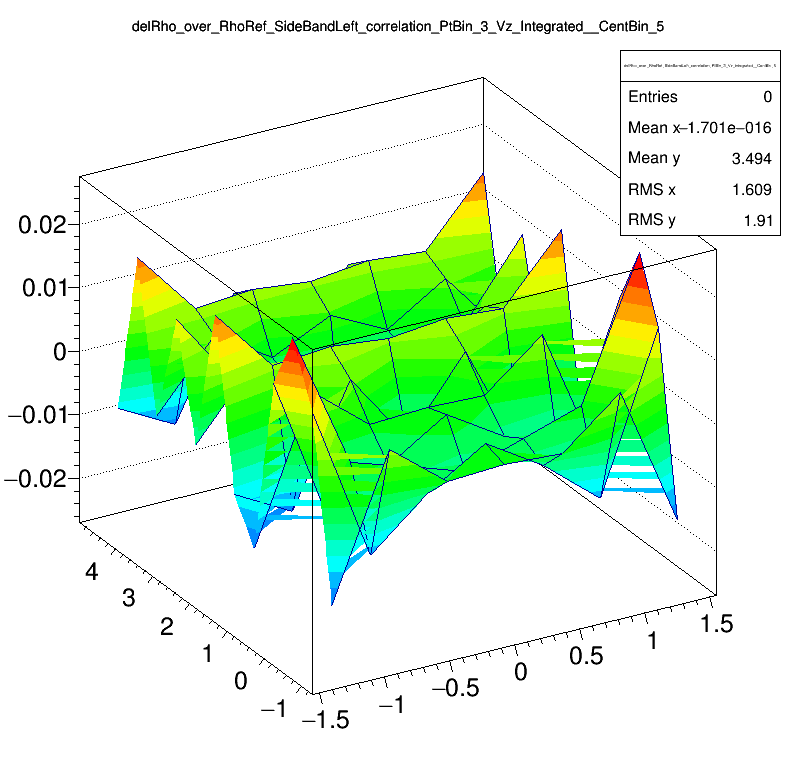 delRho_over_RhoRef_SideBandLeft_correlation_PtBin_3_Vz_Integrated__CentBin_5
delRho_over_RhoRef_SideBandLeft_correlation_PtBin_3_Vz_Integrated__CentBin_5
Entries 0
Mean x −1.701e−016
Mean y 3.494
RMS x 1.609
RMS y 1.91
0.02
0.01
0
−0.01
−0.02
4
3
2
1
0
−1
−1.5
−1
−0.5
0
0.5
1
1.5